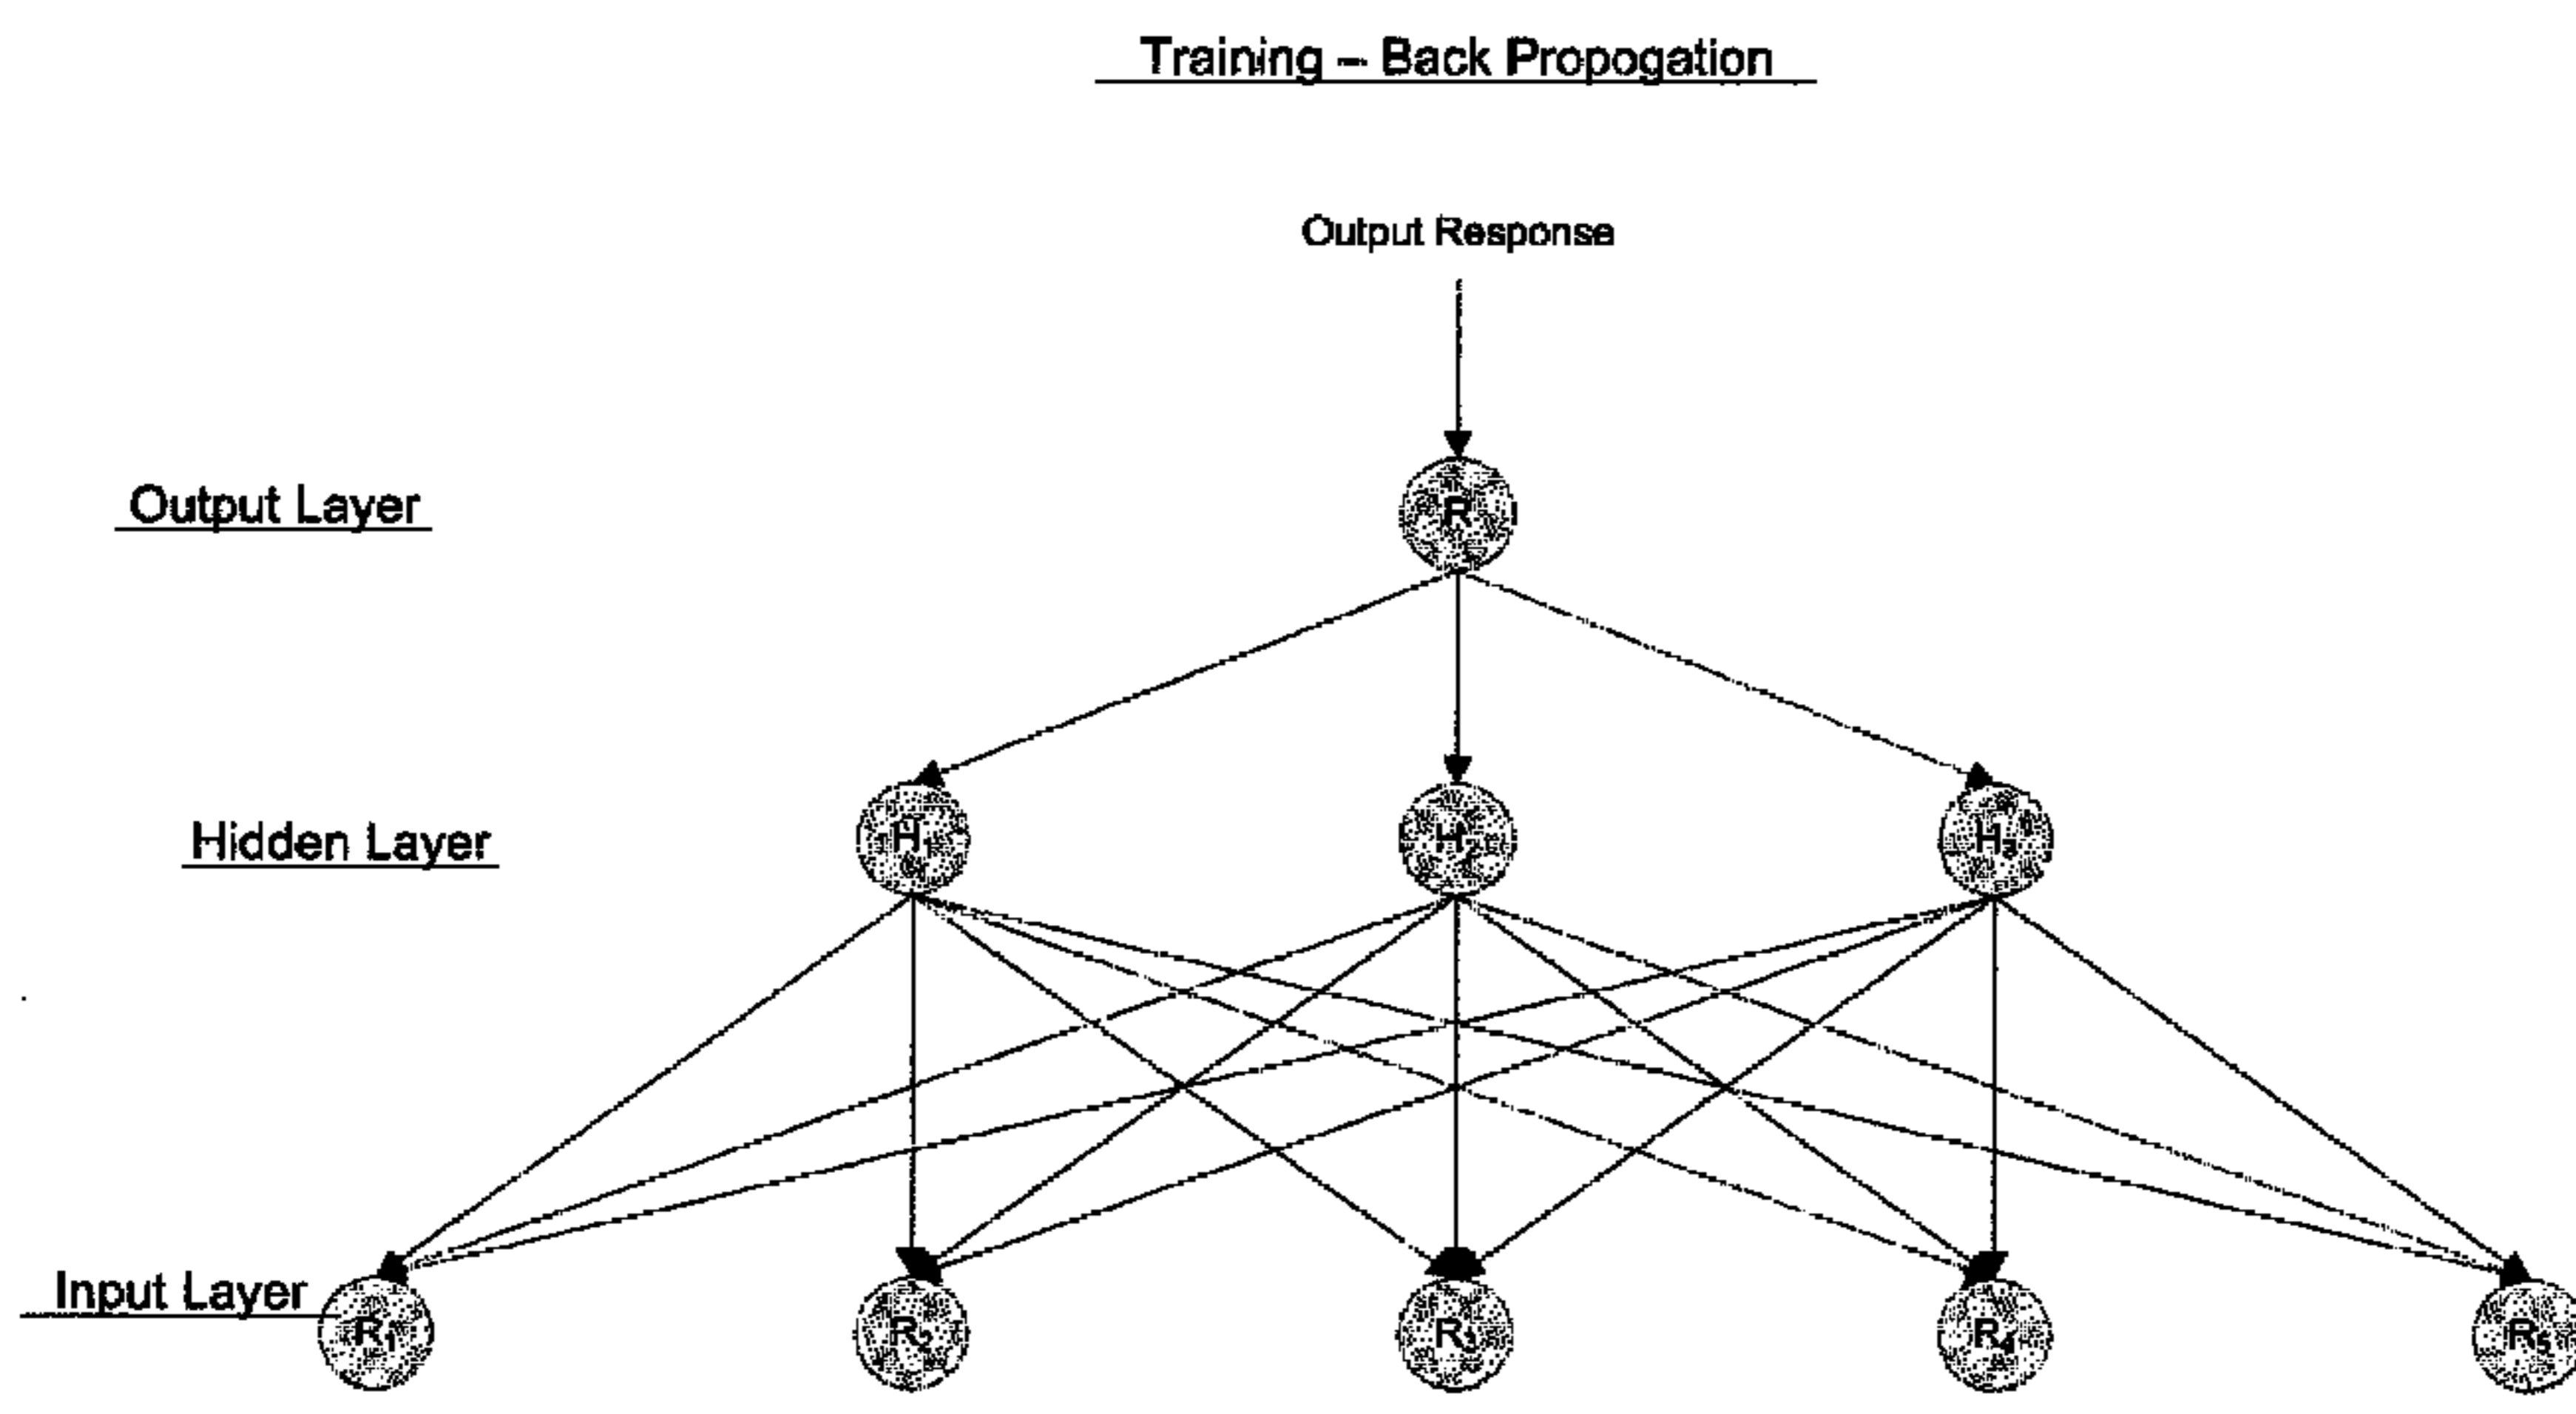 Training – Back Propogation
Output Response
Output Layer
R
Hidden Layer
H₁ H₂ H₃
Input Layer
R₁ R₂ R₃ R₄ R₅